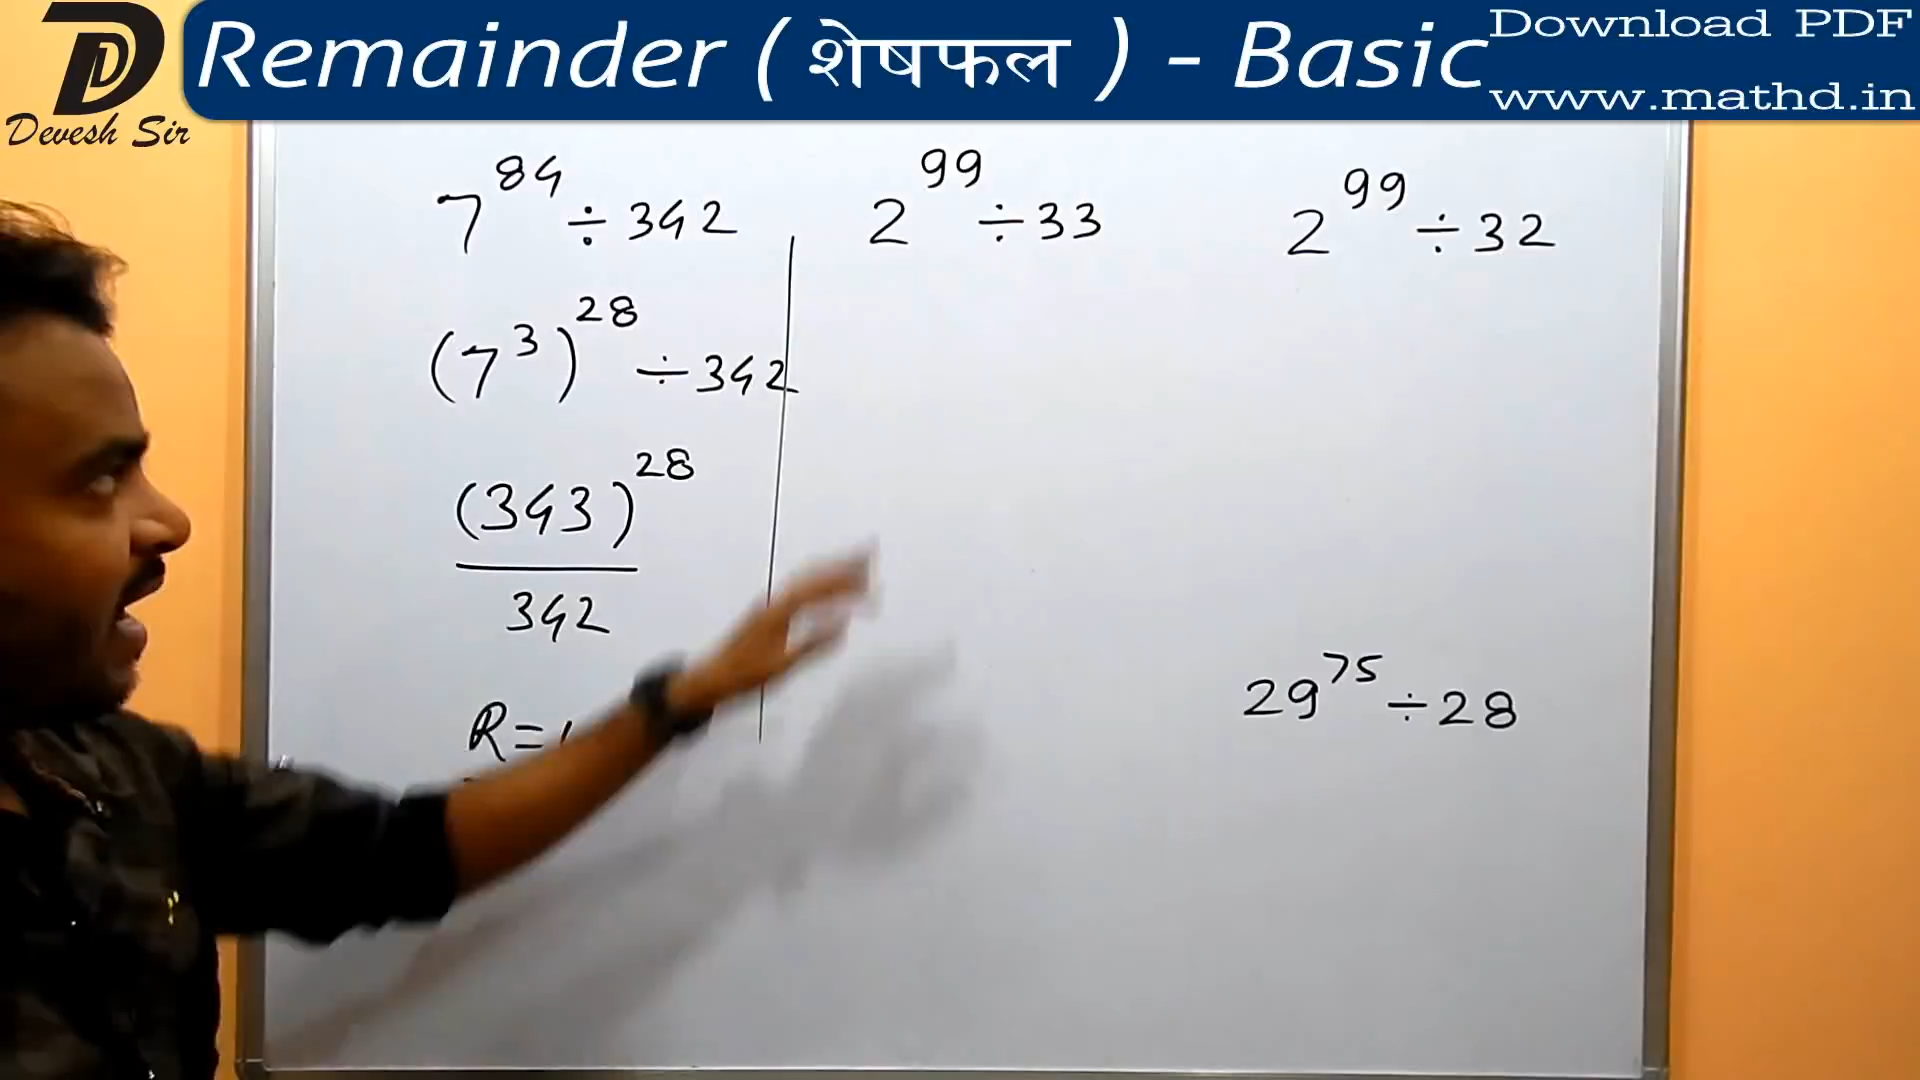 Devesh Sir
Remainder ( शेषफल ) - Basic
Download PDF
www.mathd.in
7^84 ÷ 342
(7^3)^28 ÷ 342
(343)^28
342
R = 1
2^99 ÷ 33
2^99 ÷ 32
29^75 ÷ 28